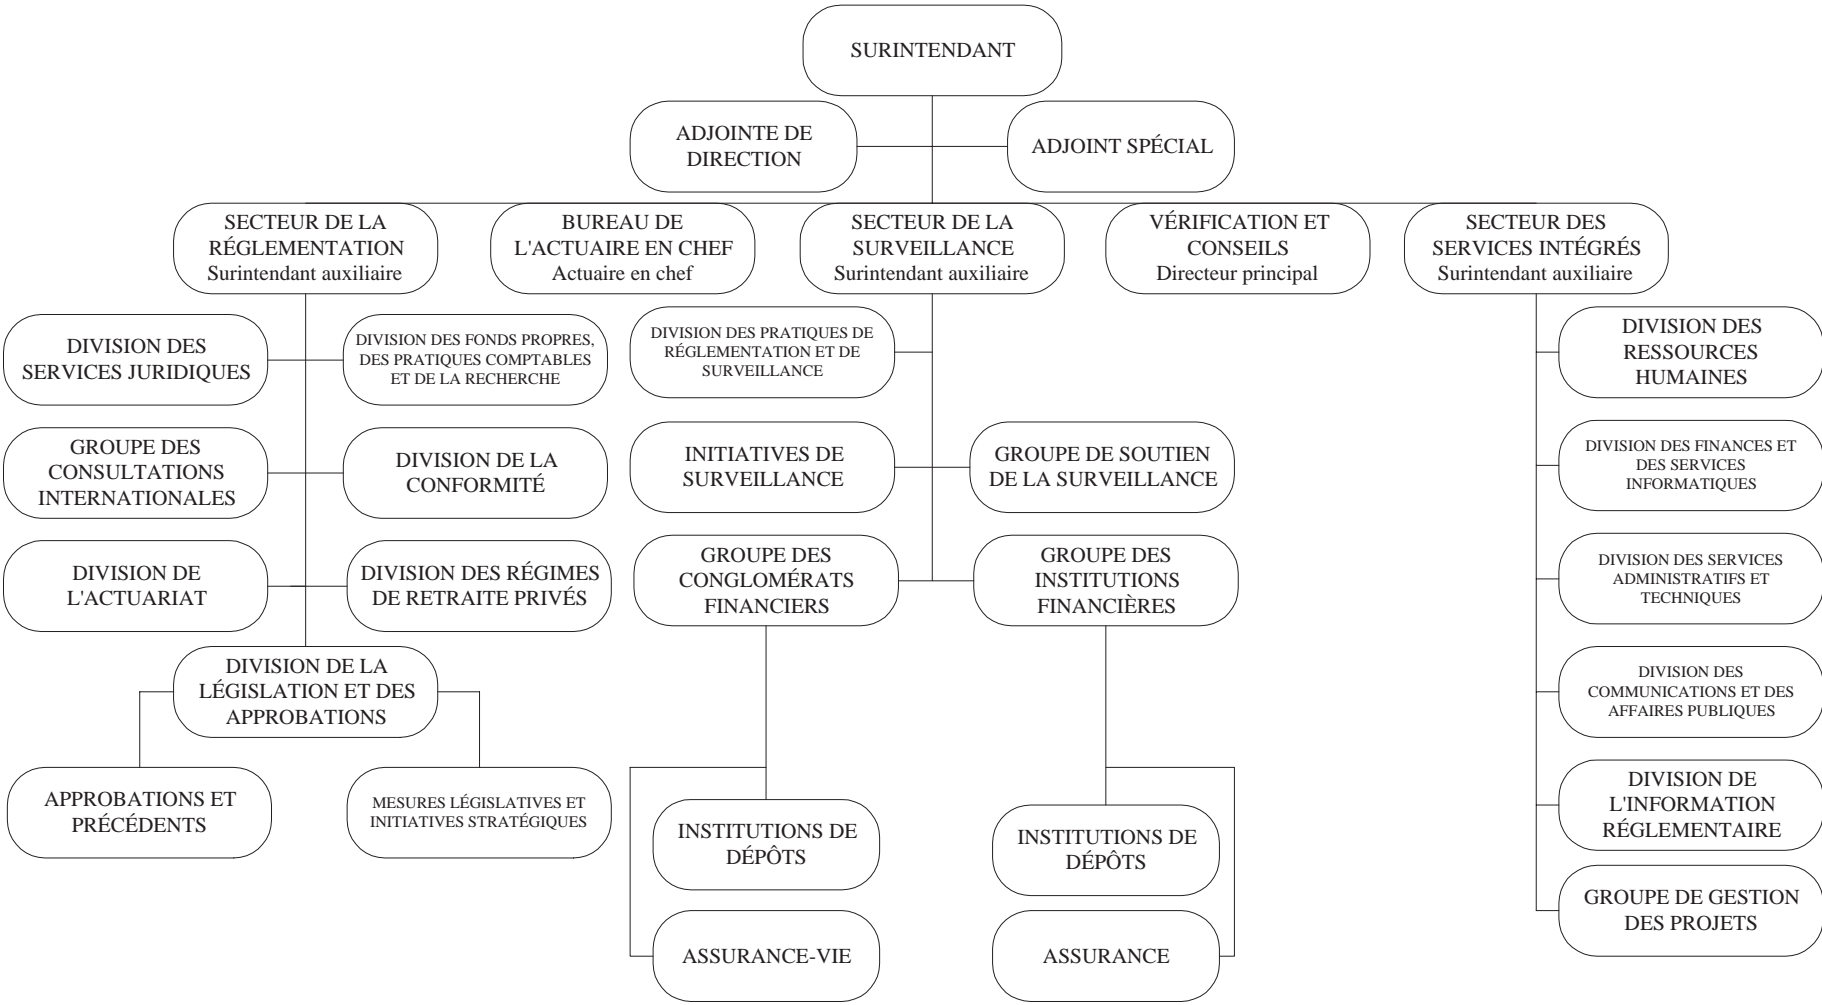 SURINTENDANT
ADJOINTE DE
DIRECTION
ADJOINT SPÉCIAL
SECTEUR DE LA
RÉGLEMENTATION
Surintendant auxiliaire
BUREAU DE
L'ACTUAIRE EN CHEF
Actuaire en chef
SECTEUR DE LA
SURVEILLANCE
Surintendant auxiliaire
VÉRIFICATION ET
CONSEILS
Directeur principal
SECTEUR DES
SERVICES INTÉGRÉS
Surintendant auxiliaire
DIVISION DES
SERVICES JURIDIQUES
DIVISION DES FONDS PROPRES,
DES PRATIQUES COMPTABLES
ET DE LA RECHERCHE
DIVISION DES PRATIQUES DE
RÉGLEMENTATION ET DE
SURVEILLANCE
DIVISION DES
RESSOURCES
HUMAINES
GROUPE DES
CONSULTATIONS
INTERNATIONALES
DIVISION DE LA
CONFORMITÉ
INITIATIVES DE
SURVEILLANCE
GROUPE DE SOUTIEN
DE LA SURVEILLANCE
DIVISION DES FINANCES ET
DES SERVICES
INFORMATIQUES
DIVISION DE
L'ACTUARIAT
DIVISION DES RÉGIMES
DE RETRAITE PRIVÉS
GROUPE DES
CONGLOMÉRATS
FINANCIERS
GROUPE DES
INSTITUTIONS
FINANCIÈRES
DIVISION DES SERVICES
ADMINISTRATIFS ET
TECHNIQUES
DIVISION DE LA
LÉGISLATION ET DES
APPROBATIONS
DIVISION DES
COMMUNICATIONS ET DES
AFFAIRES PUBLIQUES
APPROBATIONS ET
PRÉCÉDENTS
MESURES LÉGISLATIVES ET
INITIATIVES STRATÉGIQUES
INSTITUTIONS DE
DÉPÔTS
INSTITUTIONS DE
DÉPÔTS
DIVISION DE
L'INFORMATION
RÉGLEMENTAIRE
ASSURANCE-VIE
ASSURANCE
GROUPE DE GESTION
DES PROJETS